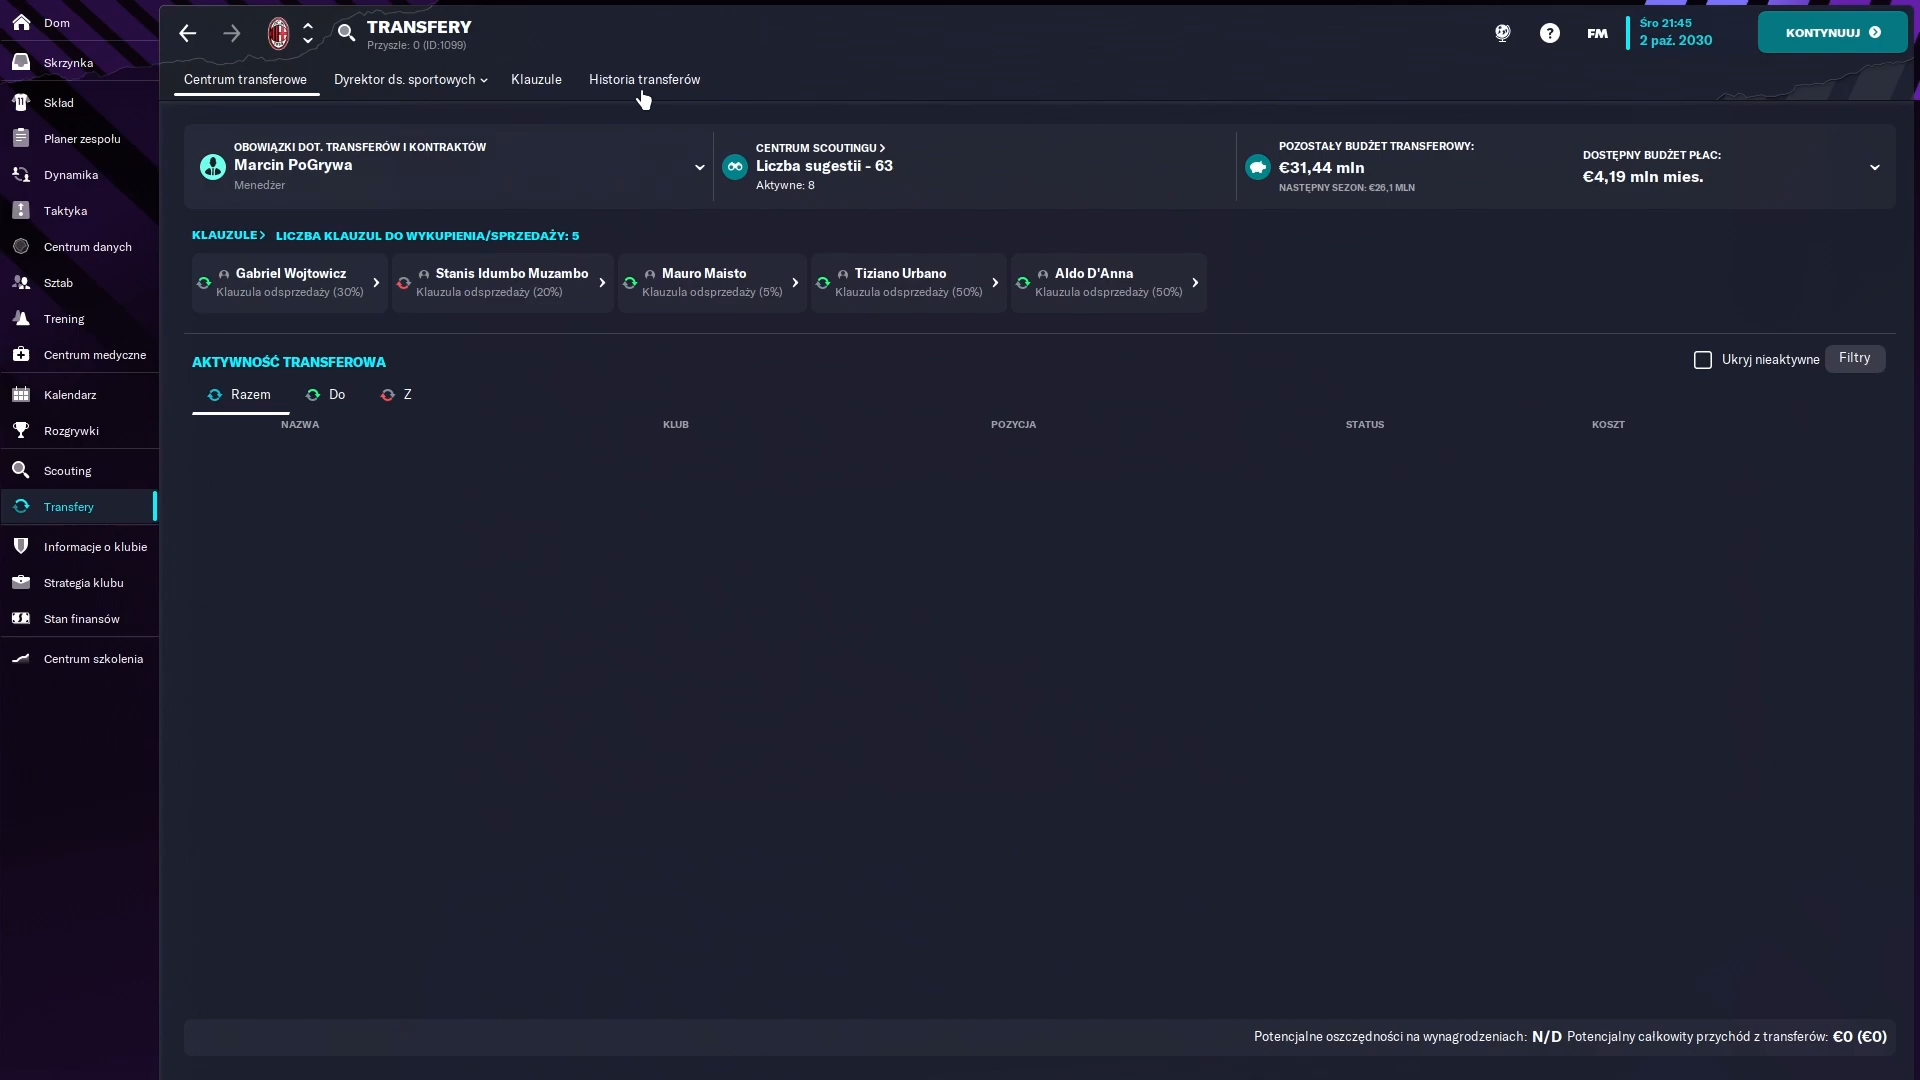 Dom
Skrzynka
Skład
Planer zespołu
Dynamika
Taktyka
Centrum danych
Sztab
Trening
Centrum medyczne
Kalendarz
Rozgrywki
Scouting
Transfery
Informacje o klubie
Strategia klubu
Stan finansów
Centrum szkolenia
TRANSFERY
Przyszłe: 0 (ID:1099)
FM
Śro 21:45
2 paź. 2030
KONTYNUUJ
Centrum transferowe
Dyrektor ds. sportowych
Klauzule
Historia transferów
OBOWIĄZKI DOT. TRANSFERÓW I KONTRAKTÓW
Marcin PoGrywa
Menedżer
CENTRUM SCOUTINGU >
Liczba sugestii - 63
Aktywne: 8
POZOSTAŁY BUDŻET TRANSFEROWY:
€31,44 mln
NASTĘPNY SEZON: €26,1 MLN
DOSTĘPNY BUDŻET PŁAC:
€4,19 mln mies.
KLAUZULE > LICZBA KLAUZUL DO WYKUPIENIA/SPRZEDAŻY: 5
Gabriel Wojtowicz
Klauzula odsprzedaży (30%)
Stanis Idumbo Muzambo
Klauzula odsprzedaży (20%)
Mauro Maisto
Klauzula odsprzedaży (5%)
Tiziano Urbano
Klauzula odsprzedaży (50%)
Aldo D'Anna
Klauzula odsprzedaży (50%)
AKTYWNOŚĆ TRANSFEROWA
Ukryj nieaktywne
Filtry
Razem
Do
Z
NAZWA KLUB POZYCJA STATUS KOSZT
Potencjalne oszczędności na wynagrodzeniach: N/D Potencjalny całkowity przychód z transferów: €0 (€0)